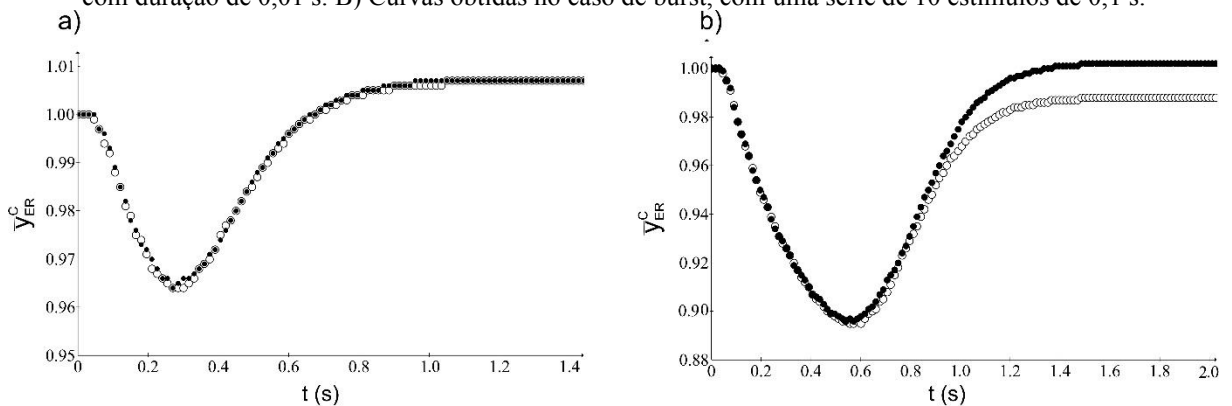 com duração de 0,01 s. B) Curvas obtidas no caso de burst, com uma série de 10 estímulos de 0,1 s.
a)
b)
1.01
1.00
0.99
0.98
0.97
0.96
0.95
y̅ᶜER
0 0.2 0.4 0.6 0.8 1.0 1.2 1.4
t (s)
1.00
0.98
0.96
0.94
0.92
0.90
0.88
y̅ᶜER
0 0.2 0.4 0.6 0.8 1.0 1.2 1.4 1.6 1.8 2.0
t (s)